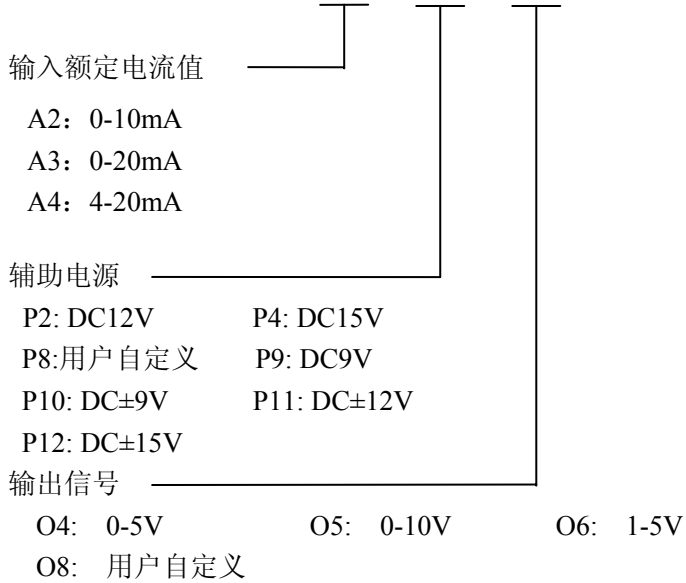 输入额定电流值
A2：0-10mA
A3：0-20mA
A4：4-20mA
辅助电源
P2: DC12V P4: DC15V
P8:用户自定义 P9: DC9V
P10: DC±9V P11: DC±12V
P12: DC±15V
输出信号
O4: 0-5V O5: 0-10V O6: 1-5V
O8: 用户自定义